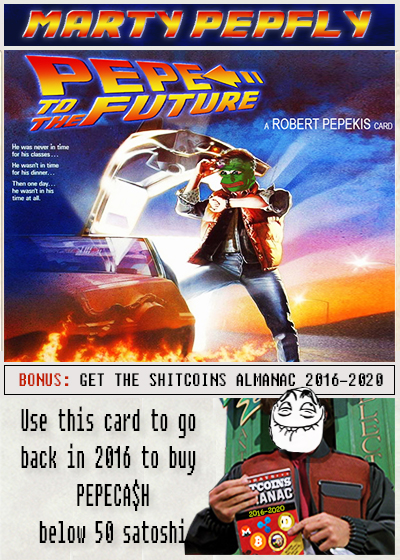 MARTY PEPFLY
PEPE
TO THE FUTURE
A ROBERT PEPEKIS CARD
He was never in time
for his classes...
He wasn't in time
for his dinner...
Then one day...
he wasn't in his
time at all.
BONUS: GET THE SHITCOINS ALMANAC 2016-2020
Use this card to go
back in 2016 to buy
PEPECA$H
below 50 satoshi
2016-2020